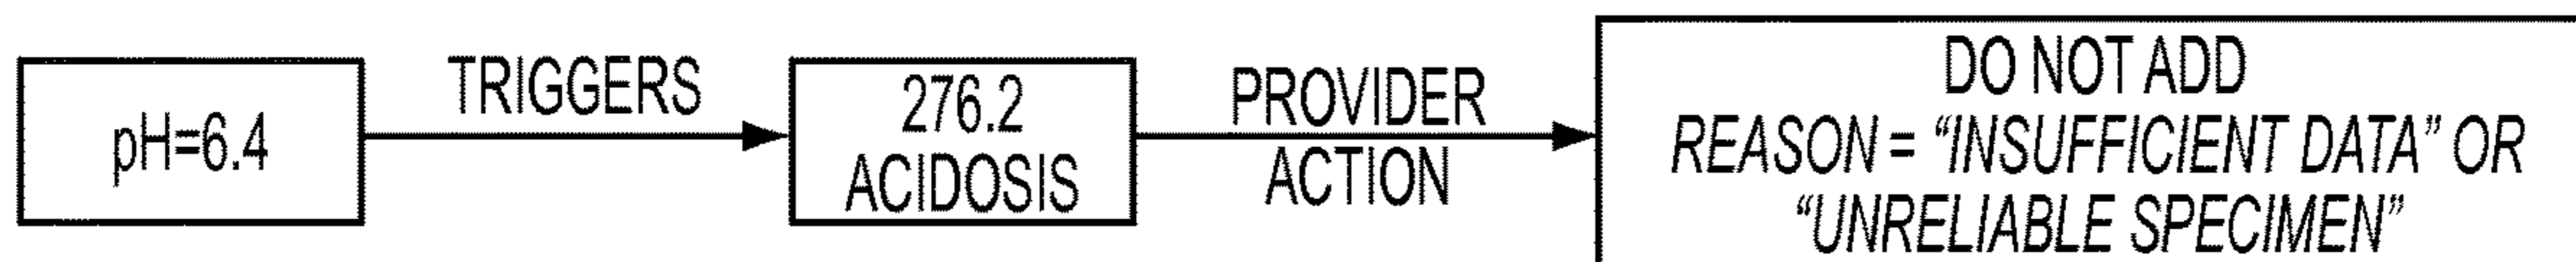 pH=6.4
TRIGGERS
276.2
ACIDOSIS
PROVIDER
ACTION
DO NOT ADD
REASON = “INSUFFICIENT DATA” OR
“UNRELIABLE SPECIMEN”